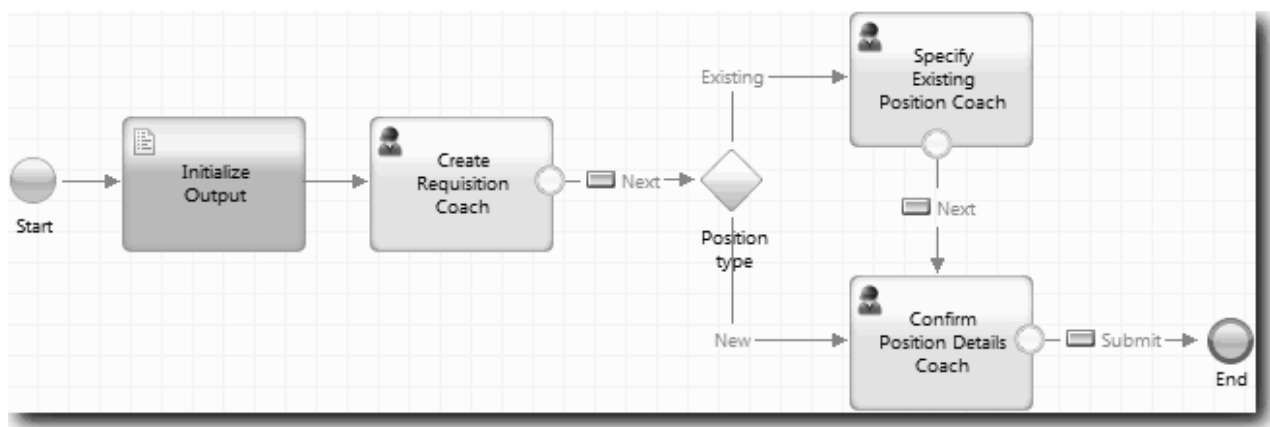 Start
Initialize
Output
Create
Requisition
Coach
Next
Position
type
Existing
New
Specify
Existing
Position Coach
Next
Confirm
Position Details
Coach
Submit
End